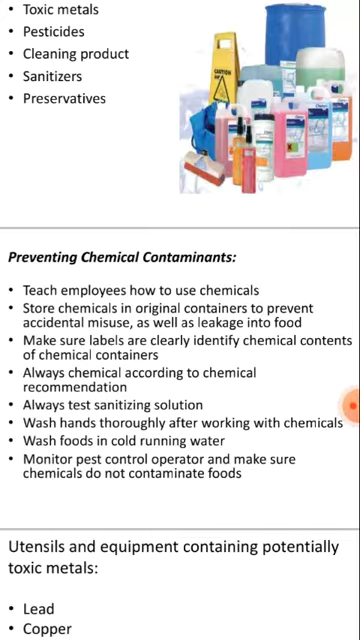 • Toxic metals
• Pesticides
• Cleaning product
• Sanitizers
• Preservatives
CAUTION
Preventing Chemical Contaminants:
• Teach employees how to use chemicals
• Store chemicals in original containers to prevent
accidental misuse, as well as leakage into food
• Make sure labels are clearly identify chemical contents
of chemical containers
• Always chemical according to chemical
recommendation
• Always test sanitizing solution
• Wash hands thoroughly after working with chemicals
• Wash foods in cold running water
• Monitor pest control operator and make sure
chemicals do not contaminate foods
Utensils and equipment containing potentially
toxic metals:
• Lead
• Copper